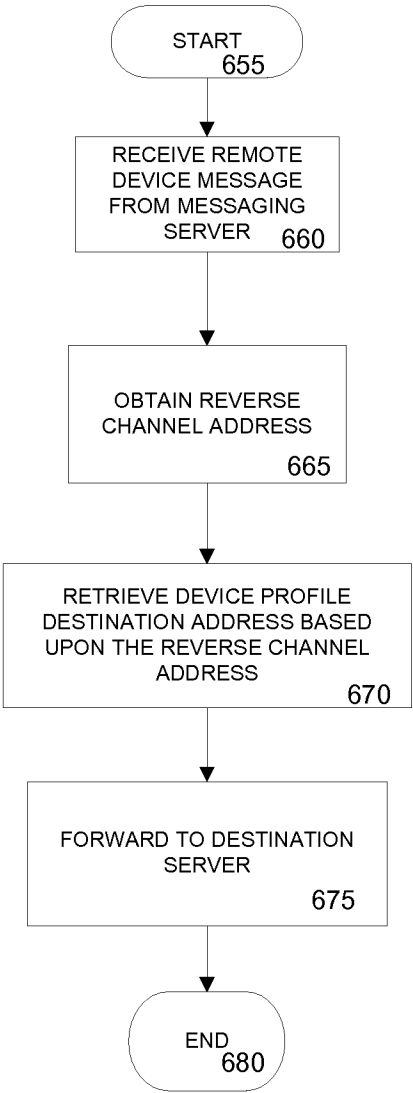 START
655
RECEIVE REMOTE
DEVICE MESSAGE
FROM MESSAGING
SERVER
660
OBTAIN REVERSE
CHANNEL ADDRESS
665
RETRIEVE DEVICE PROFILE
DESTINATION ADDRESS BASED
UPON THE REVERSE CHANNEL
ADDRESS
670
FORWARD TO DESTINATION
SERVER
675
END
680